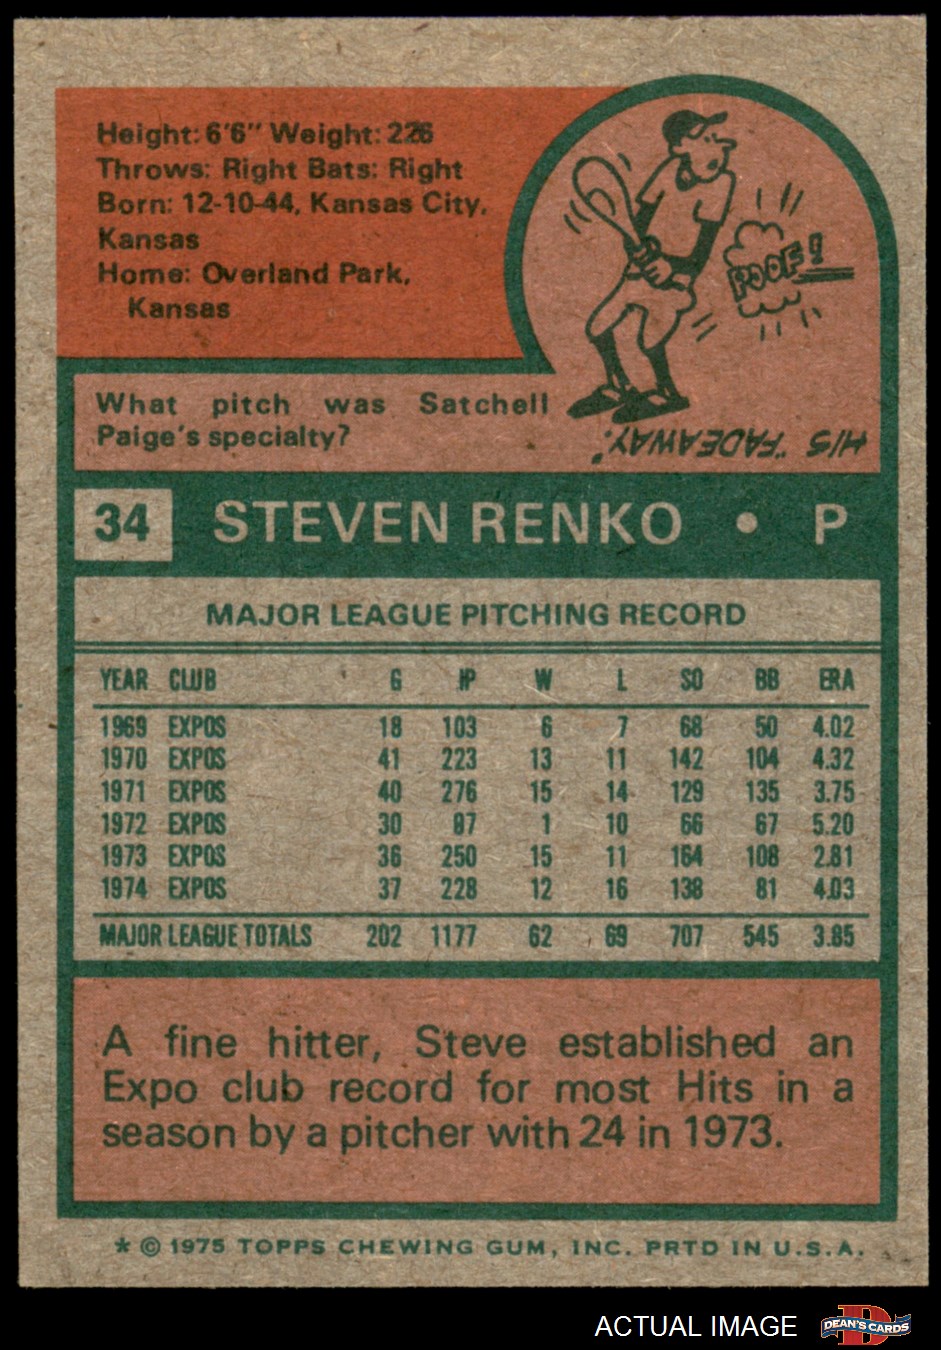 Height: 6'6" Weight: 226
Throws: Right Bats: Right
Born: 12-10-44, Kansas City,
Kansas
Home: Overland Park,
Kansas
POOF!
What pitch was Satchell
Paige's specialty?
HIS "FADEAWAY."
34 STEVEN RENKO • P
MAJOR LEAGUE PITCHING RECORD
YEAR CLUB G IP W L SO BB ERA
1969 EXPOS 18 103 6 7 68 50 4.02
1970 EXPOS 41 223 13 11 142 104 4.32
1971 EXPOS 40 276 15 14 129 135 3.75
1972 EXPOS 30 97 1 10 66 67 5.20
1973 EXPOS 36 250 15 11 164 108 2.81
1974 EXPOS 37 228 12 16 138 81 4.03
MAJOR LEAGUE TOTALS 202 1177 62 69 707 545 3.85
A fine hitter, Steve established an
Expo club record for most Hits in a
season by a pitcher with 24 in 1973.
* © 1975 TOPPS CHEWING GUM, INC. PRTD IN U.S.A.
ACTUAL IMAGE
D
DEAN'S CARDS